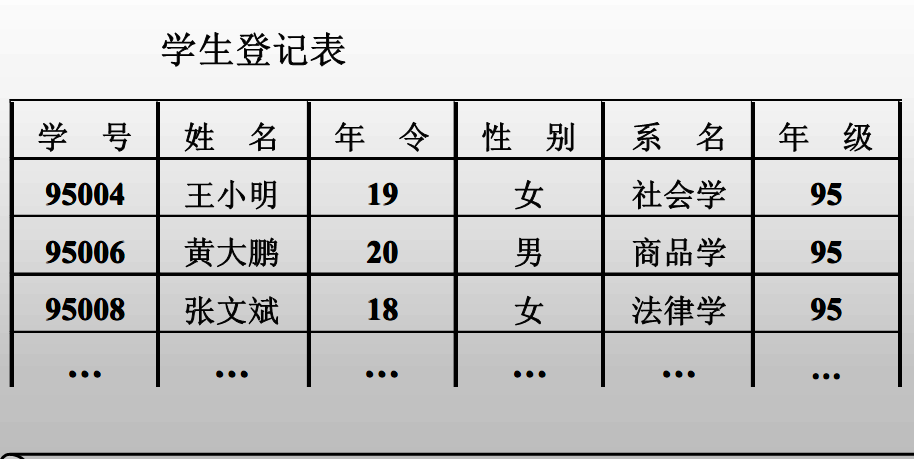 学生登记表
学 号 姓 名 年 令 性 别 系 名 年 级
95004 王小明 19 女 社会学 95
95006 黄大鹏 20 男 商品学 95
95008 张文斌 18 女 法律学 95
… … … … … …